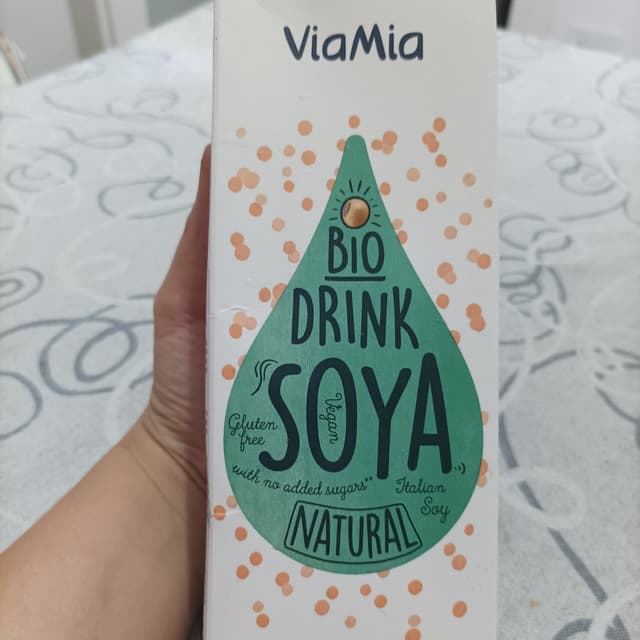 ViaMia
BIO
DRINK
SOYA
Vegan
Gluten
free
with no added sugars**
Italian
Soy
NATURAL